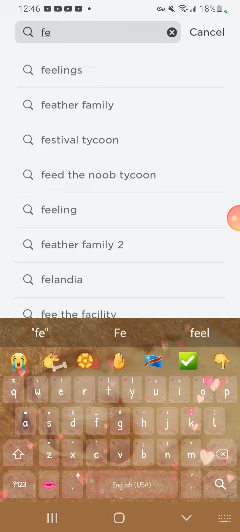 12:46 18%
fe Cancel
feelings
feather family
festival tycoon
feed the noob tycoon
feeling
feather family 2
felandia
fee the facility
"fe" Fe feel
q w e r t y u i o p
a s d f g h j k l
z x c v b n m
?123 English (USA)